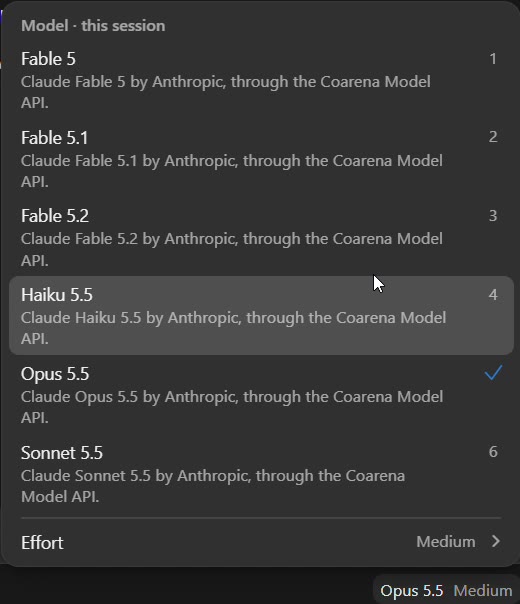 Model · this session
Fable 5 1
Claude Fable 5 by Anthropic, through the Coarena Model
API.
Fable 5.1 2
Claude Fable 5.1 by Anthropic, through the Coarena Model
API.
Fable 5.2 3
Claude Fable 5.2 by Anthropic, through the Coarena Model
API.
Haiku 5.5 4
Claude Haiku 5.5 by Anthropic, through the Coarena Model
API.
Opus 5.5
Claude Opus 5.5 by Anthropic, through the Coarena Model
API.
Sonnet 5.5 6
Claude Sonnet 5.5 by Anthropic, through the Coarena
Model API.
Effort Medium
Opus 5.5 Medium